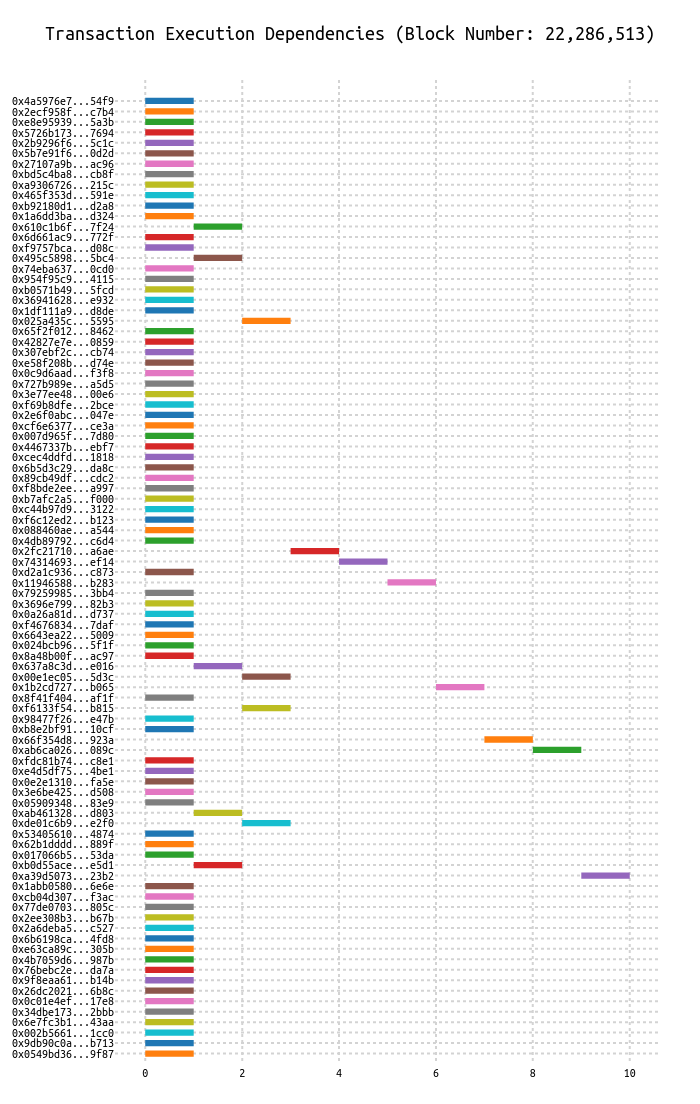 Transaction Execution Dependencies (Block Number: 22,286,513)
0x4a5976e7...54f9
0x2ecf958f...c7b4
0xe8e95939...5a3b
0x5726b173...7694
0x2b9296f6...5c1c
0x5b7e91f6...0d2d
0x27107a9b...ac96
0xbd5c4ba8...cb8f
0xa9306726...215c
0x465f353d...591e
0xb92180d1...d2a8
0x1a6dd3ba...d324
0x610c1b6f...7f24
0x6d661ac9...772f
0xf9757bca...d08c
0x495c5898...5bc4
0x74eba637...0cd0
0x954f95c9...4115
0xb0571b49...5fcd
0x36941628...e932
0x1df111a9...d8de
0x025a435c...5595
0x65f2f012...8462
0x42827e7e...0859
0x307ebf2c...cb74
0xe58f208b...d74e
0x0c9d6aad...f3f8
0x727b989e...a5d5
0x3e77ee48...00e6
0xf69b8dfe...2bce
0x2e6f0abc...047e
0xcf6e6377...ce3a
0x007d965f...7d80
0x4467337b...ebf7
0xcec4ddfd...1818
0x6b5d3c29...da8c
0x89cb49df...cdc2
0xf8bde2ee...a997
0xb7afc2a5...f000
0xc44b97d9...3122
0xf6c12ed2...b123
0x088460ae...a544
0x4db89792...c6d4
0x2fc21710...a6ae
0x74314693...ef14
0xd2a1c936...c873
0x11946588...b283
0x79259985...3bb4
0x3696e799...82b3
0x0a26a81d...d737
0xf4676834...7daf
0x6643ea22...5009
0x024bcb96...5f1f
0x8a48b00f...ac97
0x637a8c3d...e016
0x00e1ec05...5d3c
0x1b2cd727...b065
0x8f41f404...af1f
0xf6133f54...b815
0x98477f26...e47b
0xb8e2bf91...10cf
0x66f354d8...923a
0xab6ca026...089c
0xfdc81b74...c8e1
0xe4d5df75...4be1
0x0e2e1310...fa5e
0x3e6be425...d508
0x05909348...83e9
0xab461328...d803
0xde01c6b9...e2f0
0x53405610...4874
0x62b1dddd...889f
0x017066b5...53da
0xb0d55ace...e5d1
0xa39d5073...23b2
0x1abb0580...6e6e
0xcb04d307...f3ac
0x77de0703...805c
0x2ee308b3...b67b
0x2a6deba5...c527
0x6b6198ca...4fd8
0xe63ca89c...305b
0x4b7059d6...987b
0x76bebc2e...da7a
0x9f8eaa61...b14b
0x26dc2021...6b8c
0x0c01e4ef...17e8
0x34dbe173...2bbb
0x6e7fc3b1...43aa
0x002b5661...1cc0
0x9db90c0a...b713
0x0549bd36...9f87
0 2 4 6 8 10